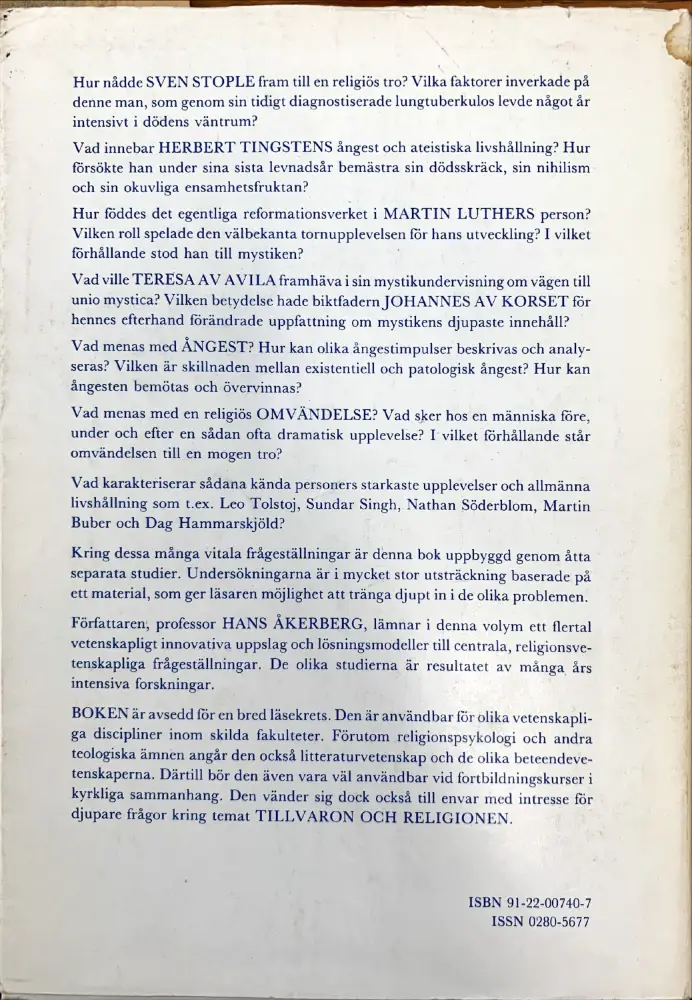 Hur nådde SVEN STOPLE fram till en religiös tro? Vilka faktorer inverkade på
denne man, som genom sin tidigt diagnostiserade lungtuberkulos levde något år
intensivt i dödens väntrum?
Vad innebar HERBERT TINGSTENS ångest och ateistiska livshållning? Hur
försökte han under sina sista levnadsår bemästra sin dödsskräck, sin nihilism
och sin okuvliga ensamhetsfruktan?
Hur föddes det egentliga reformationsverket i MARTIN LUTHERS person?
Vilken roll spelade den välbekanta tornupplevelsen för hans utveckling? I vilket
förhållande stod han till mystiken?
Vad ville TERESA AV AVILA framhäva i sin mystikundervisning om vägen till
unio mystica? Vilken betydelse hade biktfadern JOHANNES AV KORSET för
hennes efterhand förändrade uppfattning om mystikens djupaste innehåll?
Vad menas med ÅNGEST? Hur kan olika ångestimpulser beskrivas och analy-
seras? Vilken är skillnaden mellan existentiell och patologisk ångest? Hur kan
ångesten bemötas och övervinnas?
Vad menas med en religiös OMVÄNDELSE? Vad sker hos en människa före,
under och efter en sådan ofta dramatisk upplevelse? I vilket förhållande står
omvändelsen till en mogen tro?
Vad karakteriserar sådana kända personers starkaste upplevelser och allmänna
livshållning som t.ex. Leo Tolstoj, Sundar Singh, Nathan Söderblom, Martin
Buber och Dag Hammarskjöld?
Kring dessa många vitala frågeställningar är denna bok uppbyggd genom åtta
separata studier. Undersökningarna är i mycket stor utsträckning baserade på
ett material, som ger läsaren möjlighet att tränga djupt in i de olika problemen.
Författaren, professor HANS ÅKERBERG, lämnar i denna volym ett flertal
vetenskapligt innovativa uppslag och lösningsmodeller till centrala, religionsve-
tenskapliga frågeställningar. De olika studierna är resultatet av många års
intensiva forskningar.
BOKEN är avsedd för en bred läsekrets. Den är användbar för olika vetenskapli-
ga discipliner inom skilda fakulteter. Förutom religionspsykologi och andra
teologiska ämnen angår den också litteraturvetenskap och de olika beteendeve-
tenskaperna. Därtill bör den även vara väl användbar vid fortbildningskurser i
kyrkliga sammanhang. Den vänder sig dock också till envar med intresse för
djupare frågor kring temat TILLVARON OCH RELIGIONEN.
ISBN 91-22-00740-7
ISSN 0280-5677